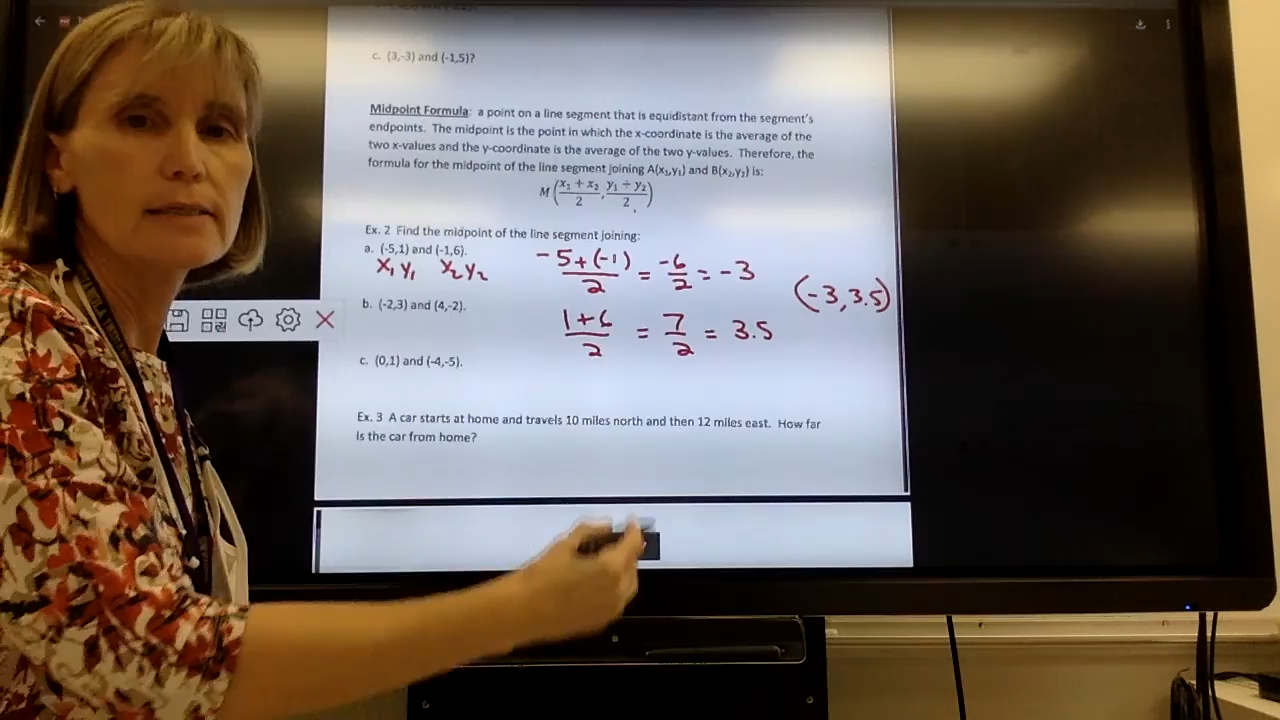 c. (3,-3) and (-1,5)?
Midpoint Formula: a point on a line segment that is equidistant from the segment's
endpoints. The midpoint is the point in which the x-coordinate is the average of the
two x-values and the y-coordinate is the average of the two y-values. Therefore, the
formula for the midpoint of the line segment joining A(x₁,y₁) and B(x₂,y₂) is:
M((x₁ + x₂)/2, (y₁ + y₂)/2)
Ex. 2 Find the midpoint of the line segment joining:
a. (-5,1) and (-1,6).
x₁ y₁ x₂ y₂
(-5+(-1))/2 = -6/2 = -3
(-3, 3.5)
b. (-2,3) and (4,-2).
(1+6)/2 = 7/2 = 3.5
c. (0,1) and (-4,-5).
Ex. 3 A car starts at home and travels 10 miles north and then 12 miles east. How far
is the car from home?